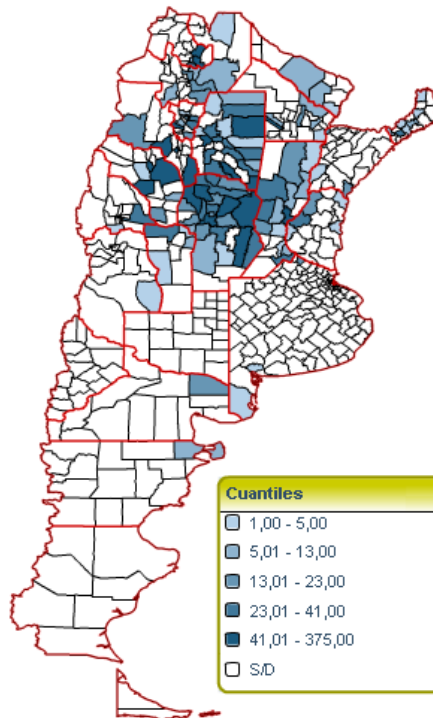 Cuantiles
1,00 - 5,00
5,01 - 13,00
13,01 - 23,00
23,01 - 41,00
41,01 - 375,00
S/D